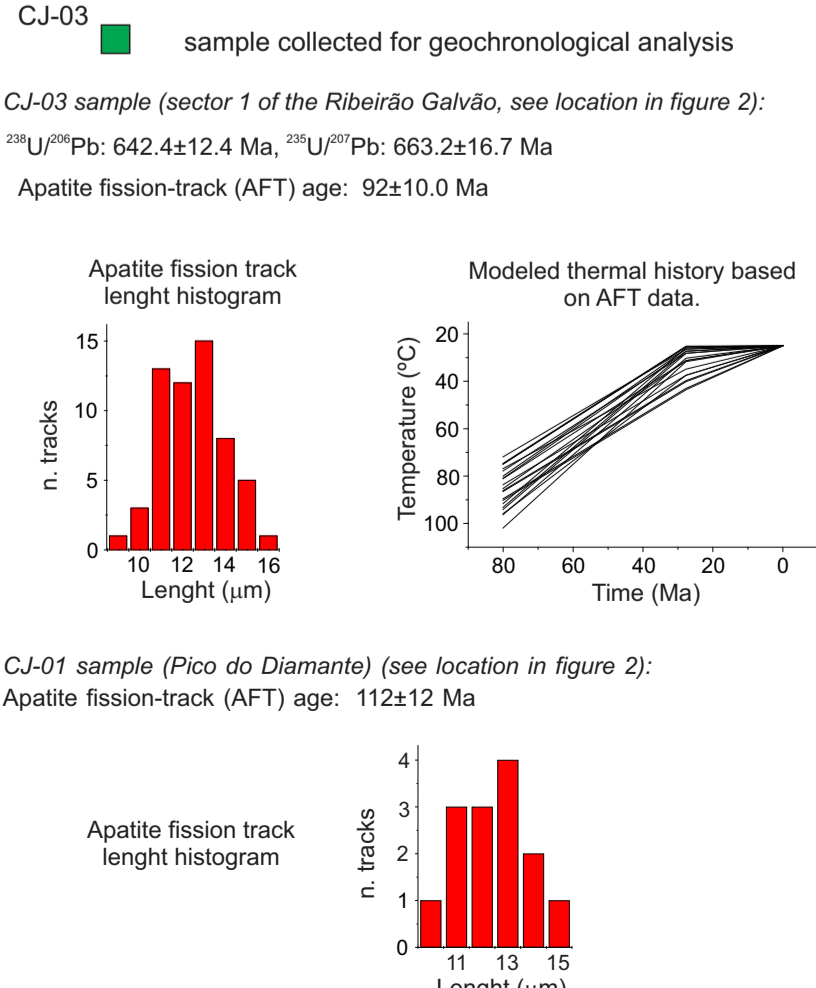 CJ-03
sample collected for geochronological analysis
CJ-03 sample (sector 1 of the Ribeirão Galvão, see location in figure 2):
²³⁸U/²⁰⁶Pb: 642.4±12.4 Ma, ²³⁵U/²⁰⁷Pb: 663.2±16.7 Ma
Apatite fission-track (AFT) age: 92±10.0 Ma
Apatite fission track
lenght histogram
15
10
5
0
n. tracks
10 12 14 16
Lenght (μm)
Modeled thermal history based
on AFT data.
20
40
60
80
100
Temperature (ºC)
80 60 40 20 0
Time (Ma)
CJ-01 sample (Pico do Diamante) (see location in figure 2):
Apatite fission-track (AFT) age: 112±12 Ma
Apatite fission track
lenght histogram
4
3
2
1
0
n. tracks
11 13 15
Lenght (μm)